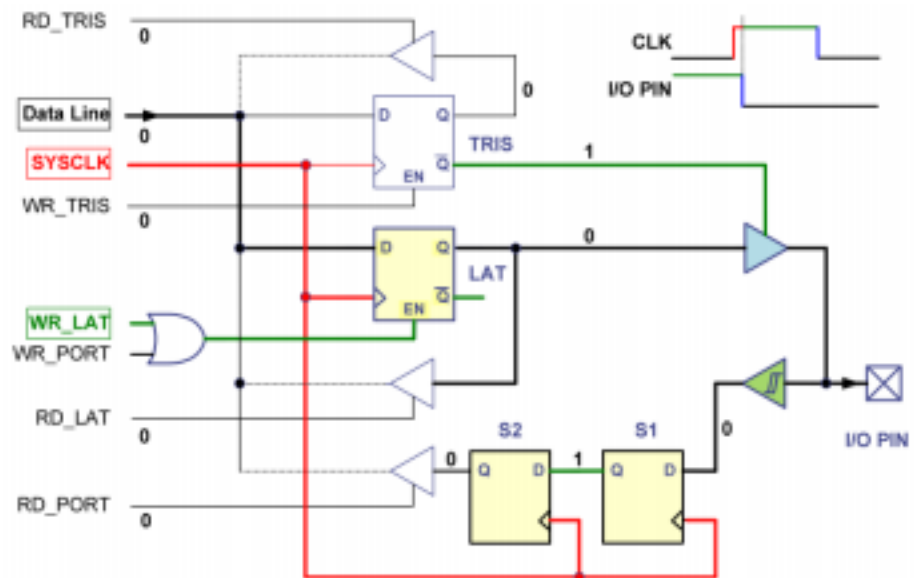 RD_TRIS
0
CLK
I/O PIN
0
Data Line
0
D Q
TRIS
SYSCLK
Q
EN
1
WR_TRIS
0
D Q
0
LAT
Q
EN
WR_LAT
WR_PORT
RD_LAT
0
I/O PIN
S2 S1
0
0
Q D
1
Q D
RD_PORT
0